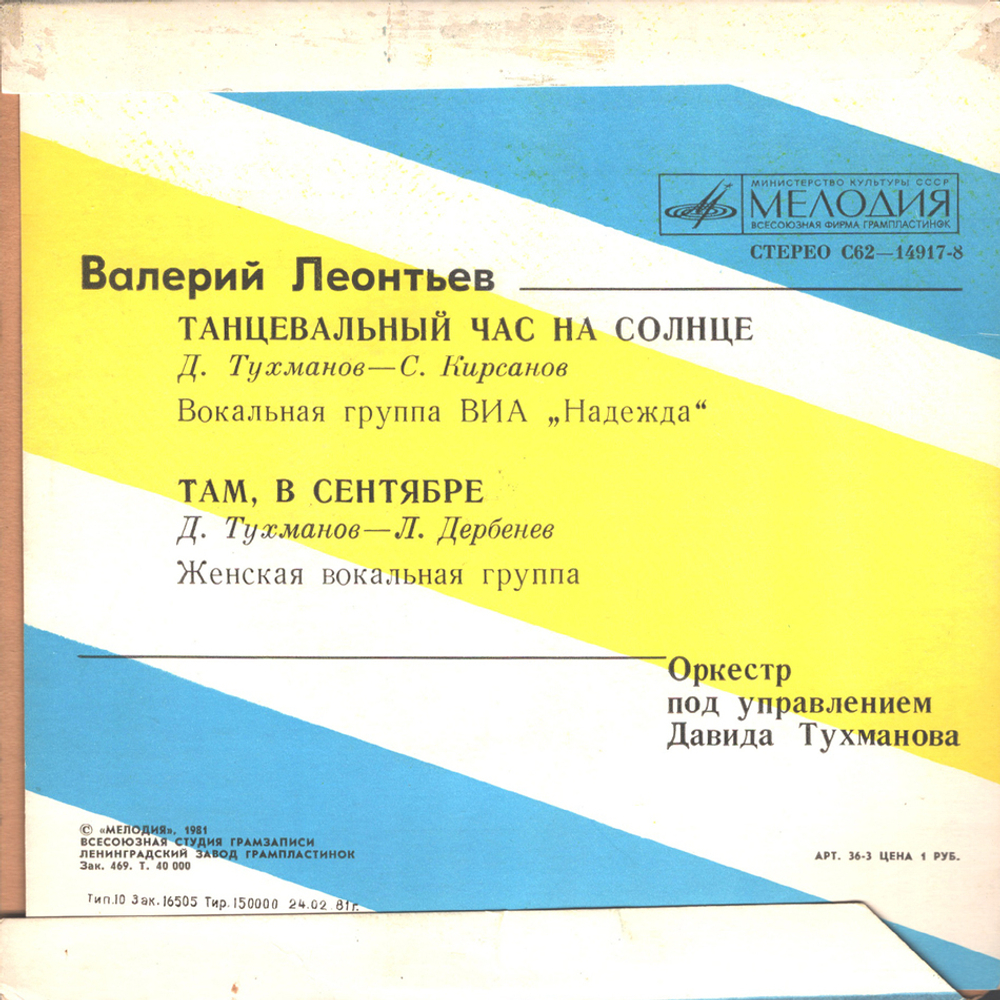 МИНИСТЕРСТВО КУЛЬТУРЫ СССР
МЕЛОДИЯ
ВСЕСОЮЗНАЯ ФИРМА ГРАМПЛАСТИНОК
СТЕРЕО С62—14917-8
Валерий Леонтьев
ТАНЦЕВАЛЬНЫЙ ЧАС НА СОЛНЦЕ
Д. Тухманов—С. Кирсанов
Вокальная группа ВИА „Надежда“
ТАМ, В СЕНТЯБРЕ
Д. Тухманов—Л. Дербенев
Женская вокальная группа
Оркестр
под управлением
Давида Тухманова
© «МЕЛОДИЯ», 1981
ВСЕСОЮЗНАЯ СТУДИЯ ГРАМЗАПИСИ
ЛЕНИНГРАДСКИЙ ЗАВОД ГРАМПЛАСТИНОК
Зак. 469. Т. 40 000
АРТ. 36-3 ЦЕНА 1 РУБ.
Тип.10 Зак.16505 Тир.150000 24.02.81г.